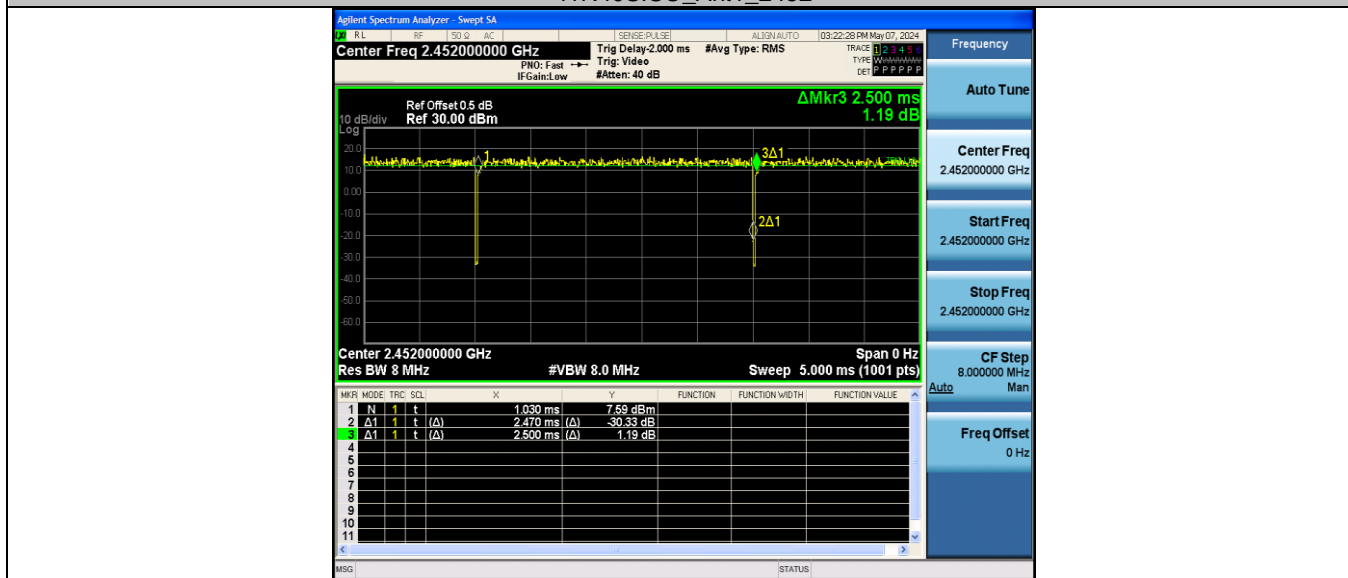 Agilent Spectrum Analyzer - Swept SA
RL RF 50 Ω AC SENSE:PULSE ALIGN AUTO 03:22:28 PM May 07, 2024
Center Freq 2.452000000 GHz
PNO: Fast
IFGain:Low
Trig Delay-2.000 ms
Trig: Video
#Atten: 40 dB
#Avg Type: RMS
TRACE 1 2 3 4 5 6
TYPE
DET P P P P P P
Frequency
Auto Tune
Center Freq
2.452000000 GHz
Start Freq
2.452000000 GHz
Stop Freq
2.452000000 GHz
CF Step
8.000000 MHz
Auto Man
Freq Offset
0 Hz
ΔMkr3 2.500 ms
1.19 dB
Ref Offset 0.5 dB
10 dB/div Ref 30.00 dBm
Log
20.0
10.0
0.00
-10.0
-20.0
-30.0
-40.0
-50.0
-60.0
1
3Δ1
2Δ1
Center 2.452000000 GHz Span 0 Hz
Res BW 8 MHz #VBW 8.0 MHz Sweep 5.000 ms (1001 pts)
MKR MODE TRC SCL X Y FUNCTION FUNCTION WIDTH FUNCTION VALUE
1 N 1 t 1.030 ms 7.59 dBm
2 Δ1 1 t (Δ) 2.470 ms (Δ) -30.33 dB
3 Δ1 1 t (Δ) 2.500 ms (Δ) 1.19 dB
4
5
6
7
8
9
10
11
MSG STATUS